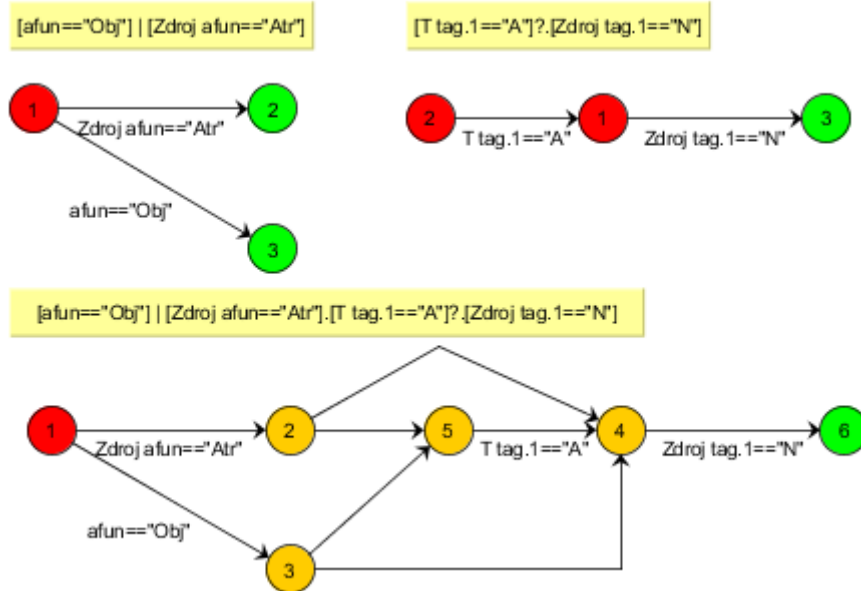 [afun=="Obj"] | [Zdroj afun=="Atr"]
[T tag.1=="A"]?.[Zdroj tag.1=="N"]
1
2
Zdroj afun=="Atr"
afun=="Obj"
3
2
1
3
T tag.1=="A"
Zdroj tag.1=="N"
[afun=="Obj"] | [Zdroj afun=="Atr"].[T tag.1=="A"]?.[Zdroj tag.1=="N"]
1
2
5
4
6
Zdroj afun=="Atr"
T tag.1=="A"
Zdroj tag.1=="N"
afun=="Obj"
3